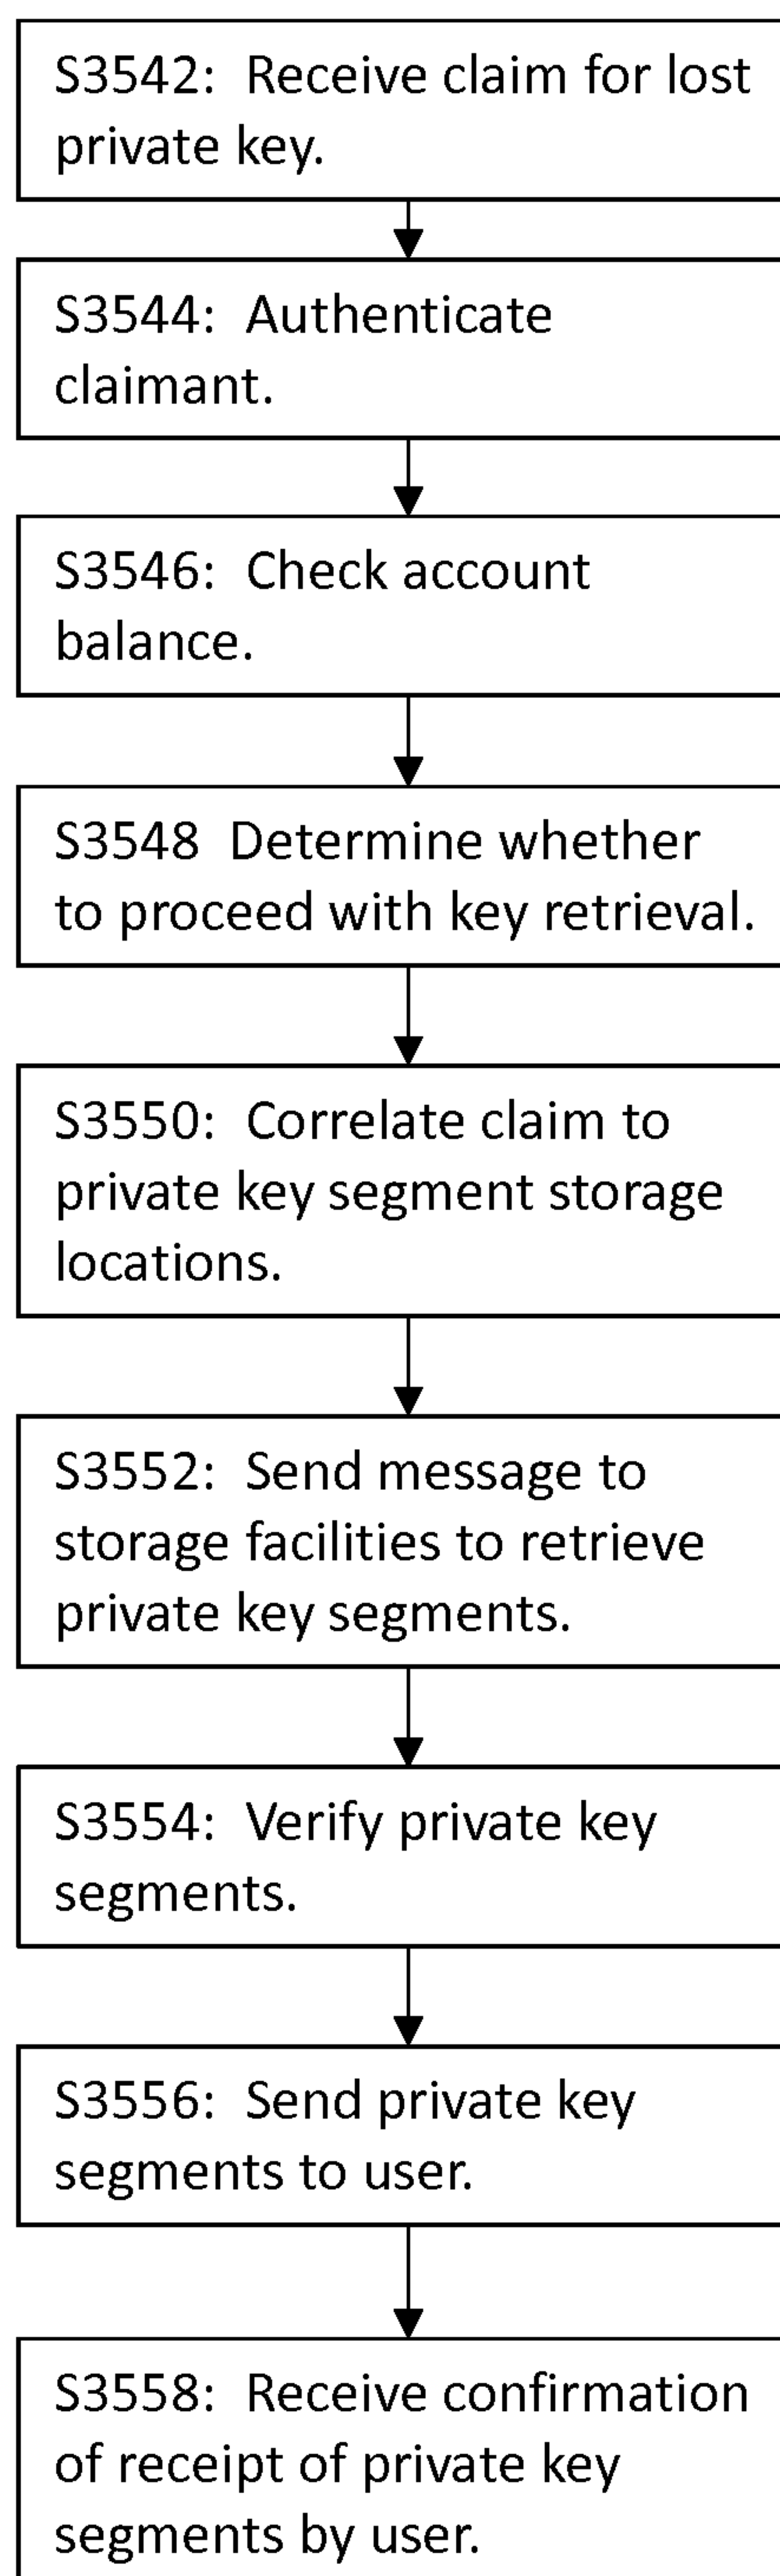 S3542:  Receive claim for lost
private key.
S3544:  Authenticate
claimant.
S3546:  Check account
balance.
S3548  Determine whether
to proceed with key retrieval.
S3550:  Correlate claim to
private key segment storage
locations.
S3552:  Send message to
storage facilities to retrieve
private key segments.
S3554:  Verify private key
segments.
S3556:  Send private key
segments to user.
S3558:  Receive confirmation
of receipt of private key
segments by user.